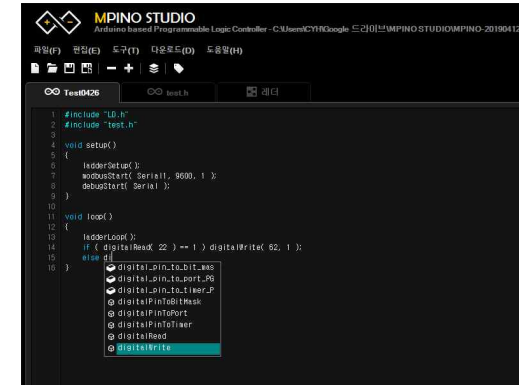 MPINO STUDIO
Arduino based Programmable Logic Controller - C:\Users\CYH\Google 드라이브\MPINO STUDIO\MPINO-20190412
파일(F) 편집(E) 도구(T) 다운로드(D) 도움말(H)
Test0426 test.h 레더
1 #include "LD.h"
2 #include "test.h"
3
4 void setup()
5 {
6 ladderSetup();
7 modbusStart( Serial1, 9600, 1 );
8 debugStart( Serial );
9 }
10
11 void loop()
12 {
13 ladderLoop();
14 if ( digitalRead( 22 ) == 1 ) digitalWrite( 62, 1 );
15 else di
16 }
digital_pin_to_bit_mas
digital_pin_to_port_PG
digital_pin_to_timer_P
digitalPinToBitMask
digitalPinToPort
digitalPinToTimer
digitalRead
digitalWrite